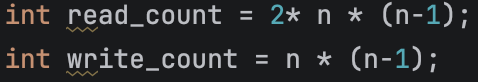 int read_count = 2* n * (n-1);
int write_count = n * (n-1);